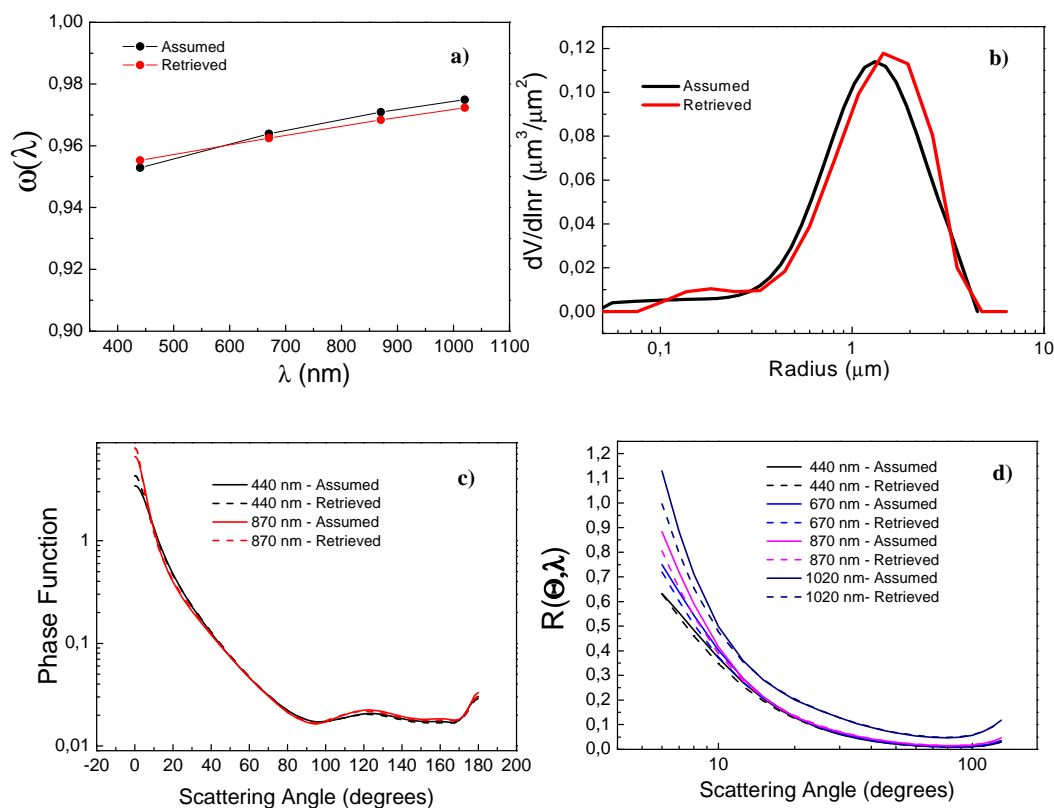 1,00
0,98
0,96
0,94
0,92
0,90
400 500 600 700 800 900 1000 1100
ω(λ)
λ (nm)
Assumed
Retrieved
a)
0,12
0,10
0,08
0,06
0,04
0,02
0,00
0,1 1 10
dV/dlnr (μm³/μm²)
Radius (μm)
Assumed
Retrieved
b)
1
0,1
0,01
-20 0 20 40 60 80 100 120 140 160 180 200
Phase Function
Scattering Angle (degrees)
440 nm - Assumed
440 nm - Retrieved
870 nm - Assumed
870 nm - Retrieved
c)
1,2
1,1
1,0
0,9
0,8
0,7
0,6
0,5
0,4
0,3
0,2
0,1
0,0
10 100
R(Θ,λ)
Scattering Angle (degrees)
440 nm - Assumed
440 nm - Retrieved
670 nm - Assumed
670 nm - Retrieved
870 nm - Assumed
870 nm - Retrieved
1020 nm- Assumed
1020 nm- Retrieved
d)